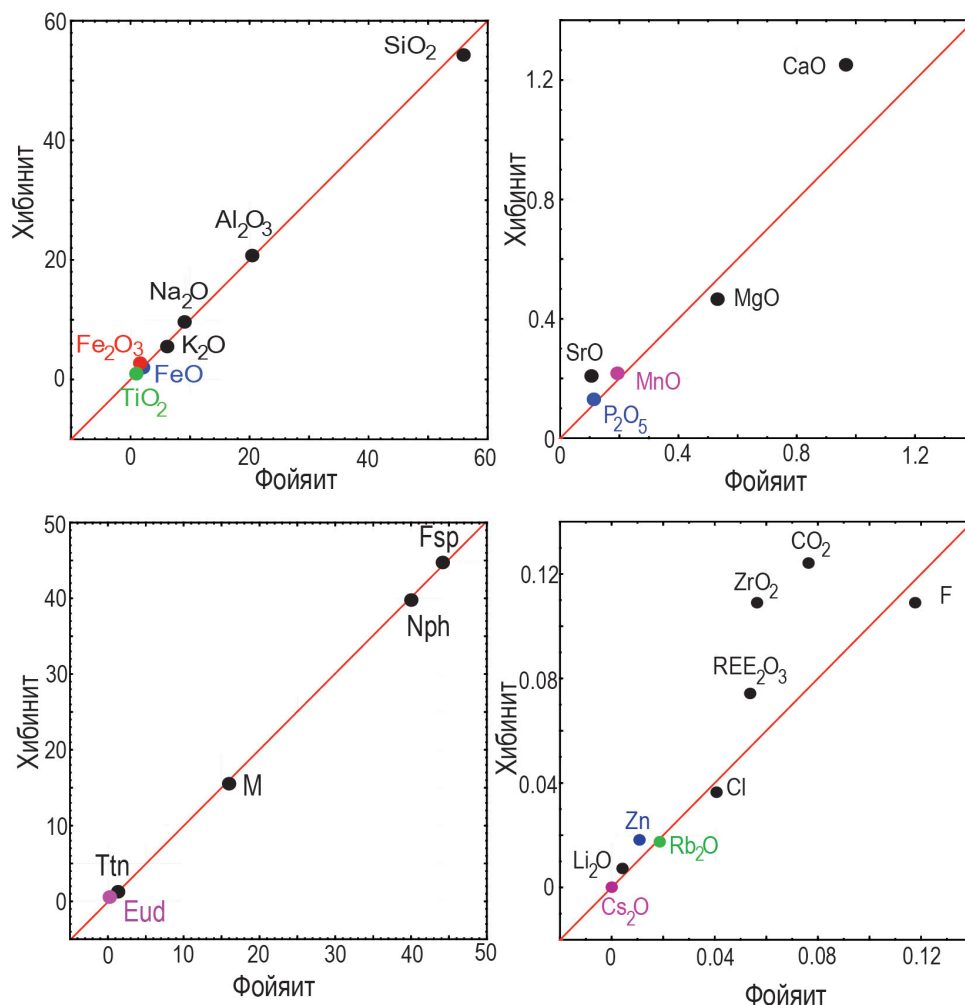 60
40
20
0
Хибинит
SiO₂
Al₂O₃
Na₂O
Fe₂O₃
K₂O
FeO
TiO₂
0 20 40 60
Фойяит
1.2
0.8
0.4
0
Хибинит
CaO
MgO
SrO
MnO
P₂O₅
0 0.4 0.8 1.2
Фойяит
50
40
30
20
10
0
Хибинит
Fsp
Nph
M
Ttn
Eud
0 10 20 30 40 50
Фойяит
0.12
0.08
0.04
0
Хибинит
CO₂
ZrO₂
F
REE₂O₃
Cl
Zn
Rb₂O
Li₂O
Cs₂O
0 0.04 0.08 0.12
Фойяит